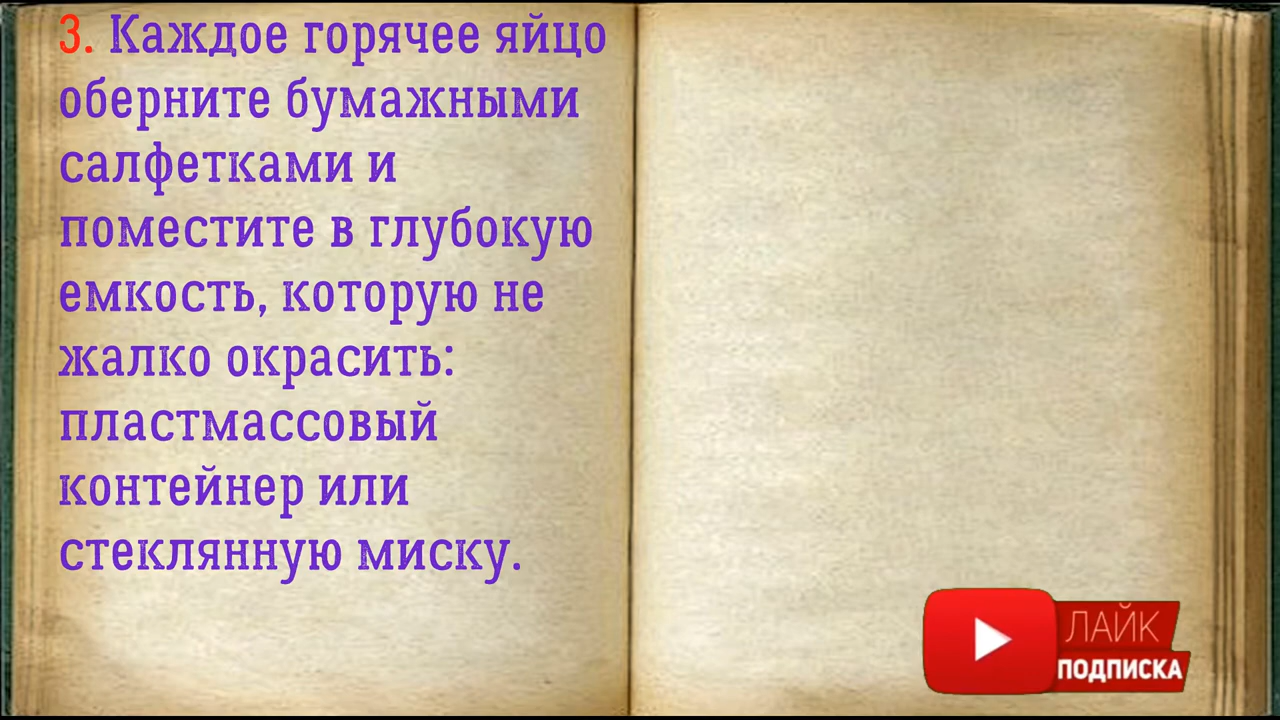 3. Каждое горячее яйцо
оберните бумажными
салфетками и
поместите в глубокую
емкость, которую не
жалко окрасить:
пластмассовый
контейнер или
стеклянную миску.
ЛАЙК
ПОДПИСКА